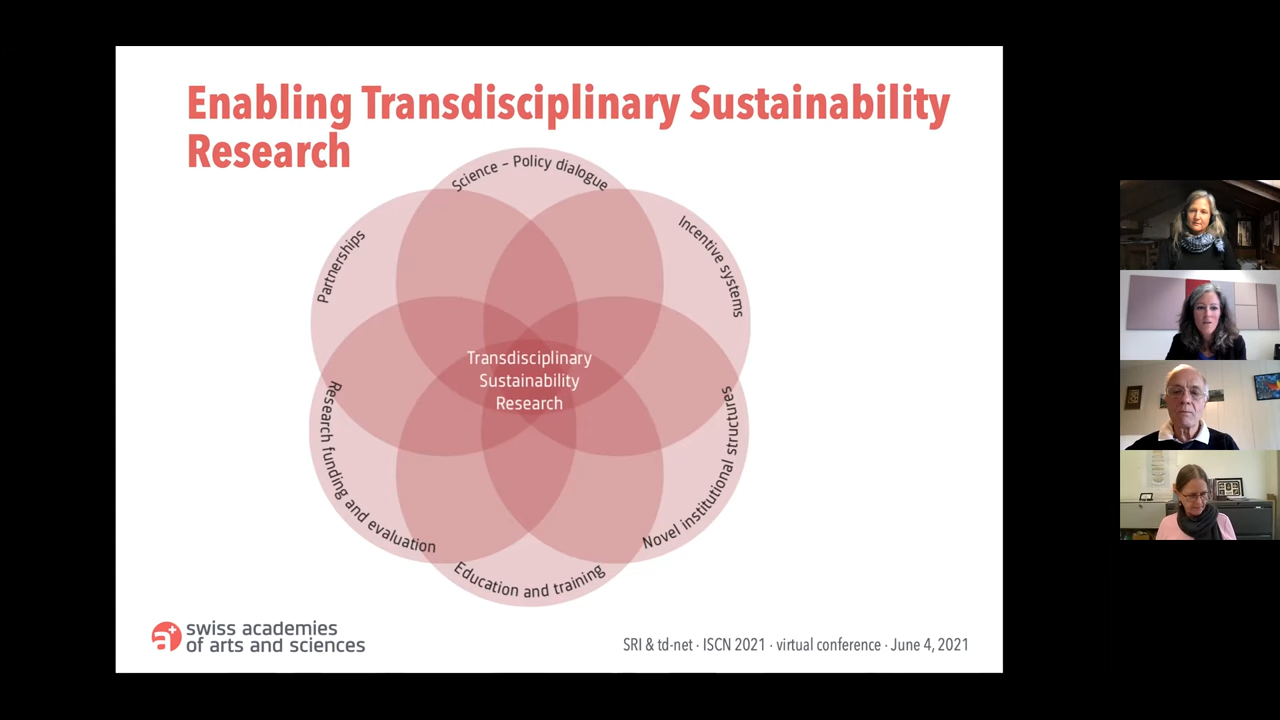 Enabling Transdisciplinary Sustainability
Research
Science – Policy dialogue
Partnerships
Incentive systems
Transdisciplinary
Sustainability
Research
Research funding and evaluation
Novel institutional structures
Education and training
a+ swiss academies
of arts and sciences
SRI & td-net · ISCN 2021 · virtual conference · June 4, 2021